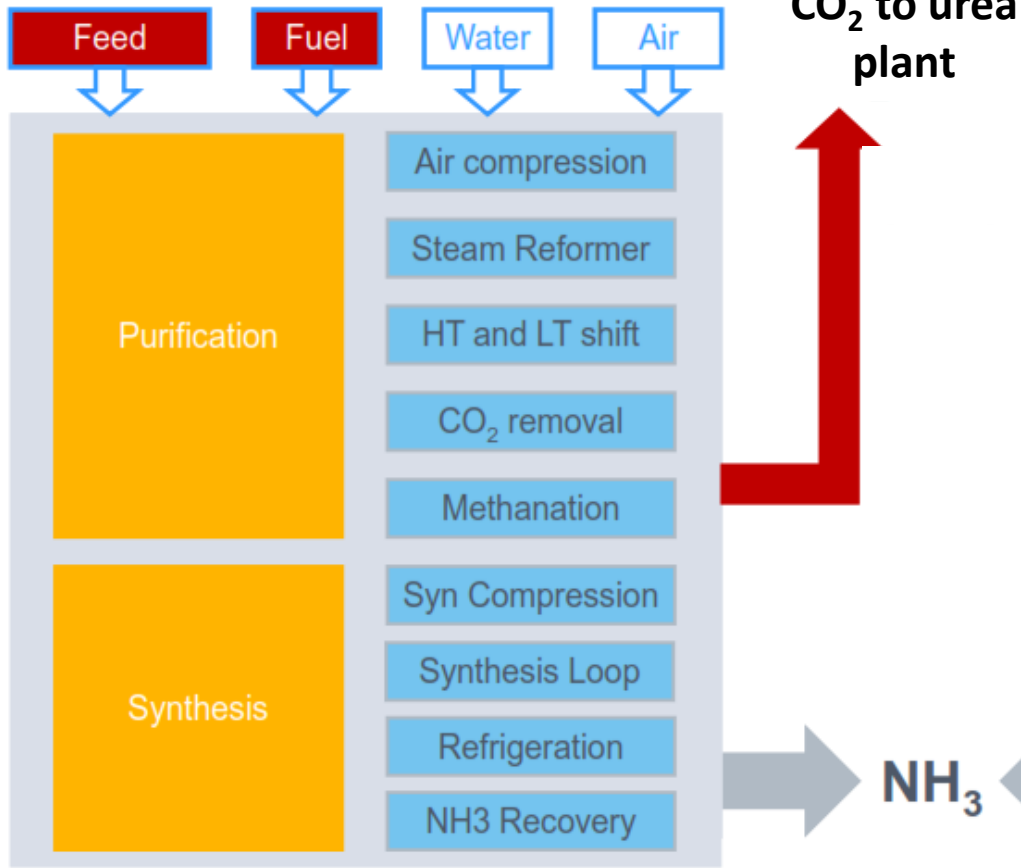 Feed
Fuel
Water
Air
CO₂ to urea
plant
Purification
Air compression
Steam Reformer
HT and LT shift
CO₂ removal
Methanation
Synthesis
Syn Compression
Synthesis Loop
Refrigeration
NH3 Recovery
NH₃